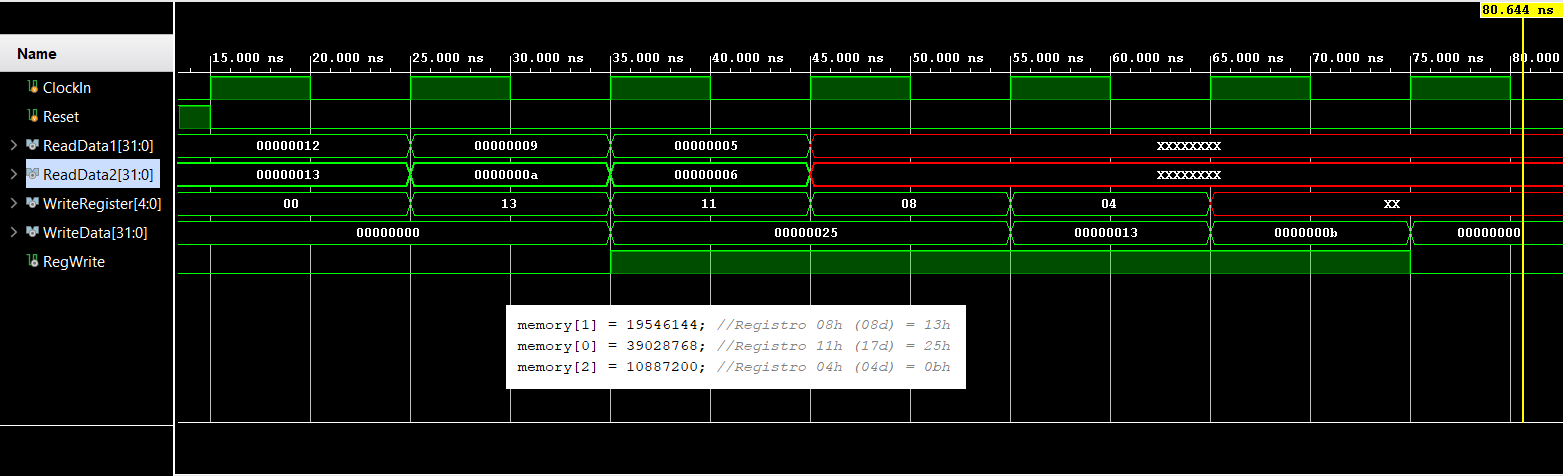 80.644 ns
Name
15.000 ns 20.000 ns 25.000 ns 30.000 ns 35.000 ns 40.000 ns 45.000 ns 50.000 ns 55.000 ns 60.000 ns 65.000 ns 70.000 ns 75.000 ns 80.000
ClockIn
Reset
ReadData1[31:0] 00000012 00000009 00000005 XXXXXXXX
ReadData2[31:0] 00000013 0000000a 00000006 XXXXXXXX
WriteRegister[4:0] 00 13 11 08 04 XX
WriteData[31:0] 00000000 00000025 00000013 0000000b 00000000
RegWrite
memory[1] = 19546144; //Registro 08h (08d) = 13h
memory[0] = 39028768; //Registro 11h (17d) = 25h
memory[2] = 10887200; //Registro 04h (04d) = 0bh